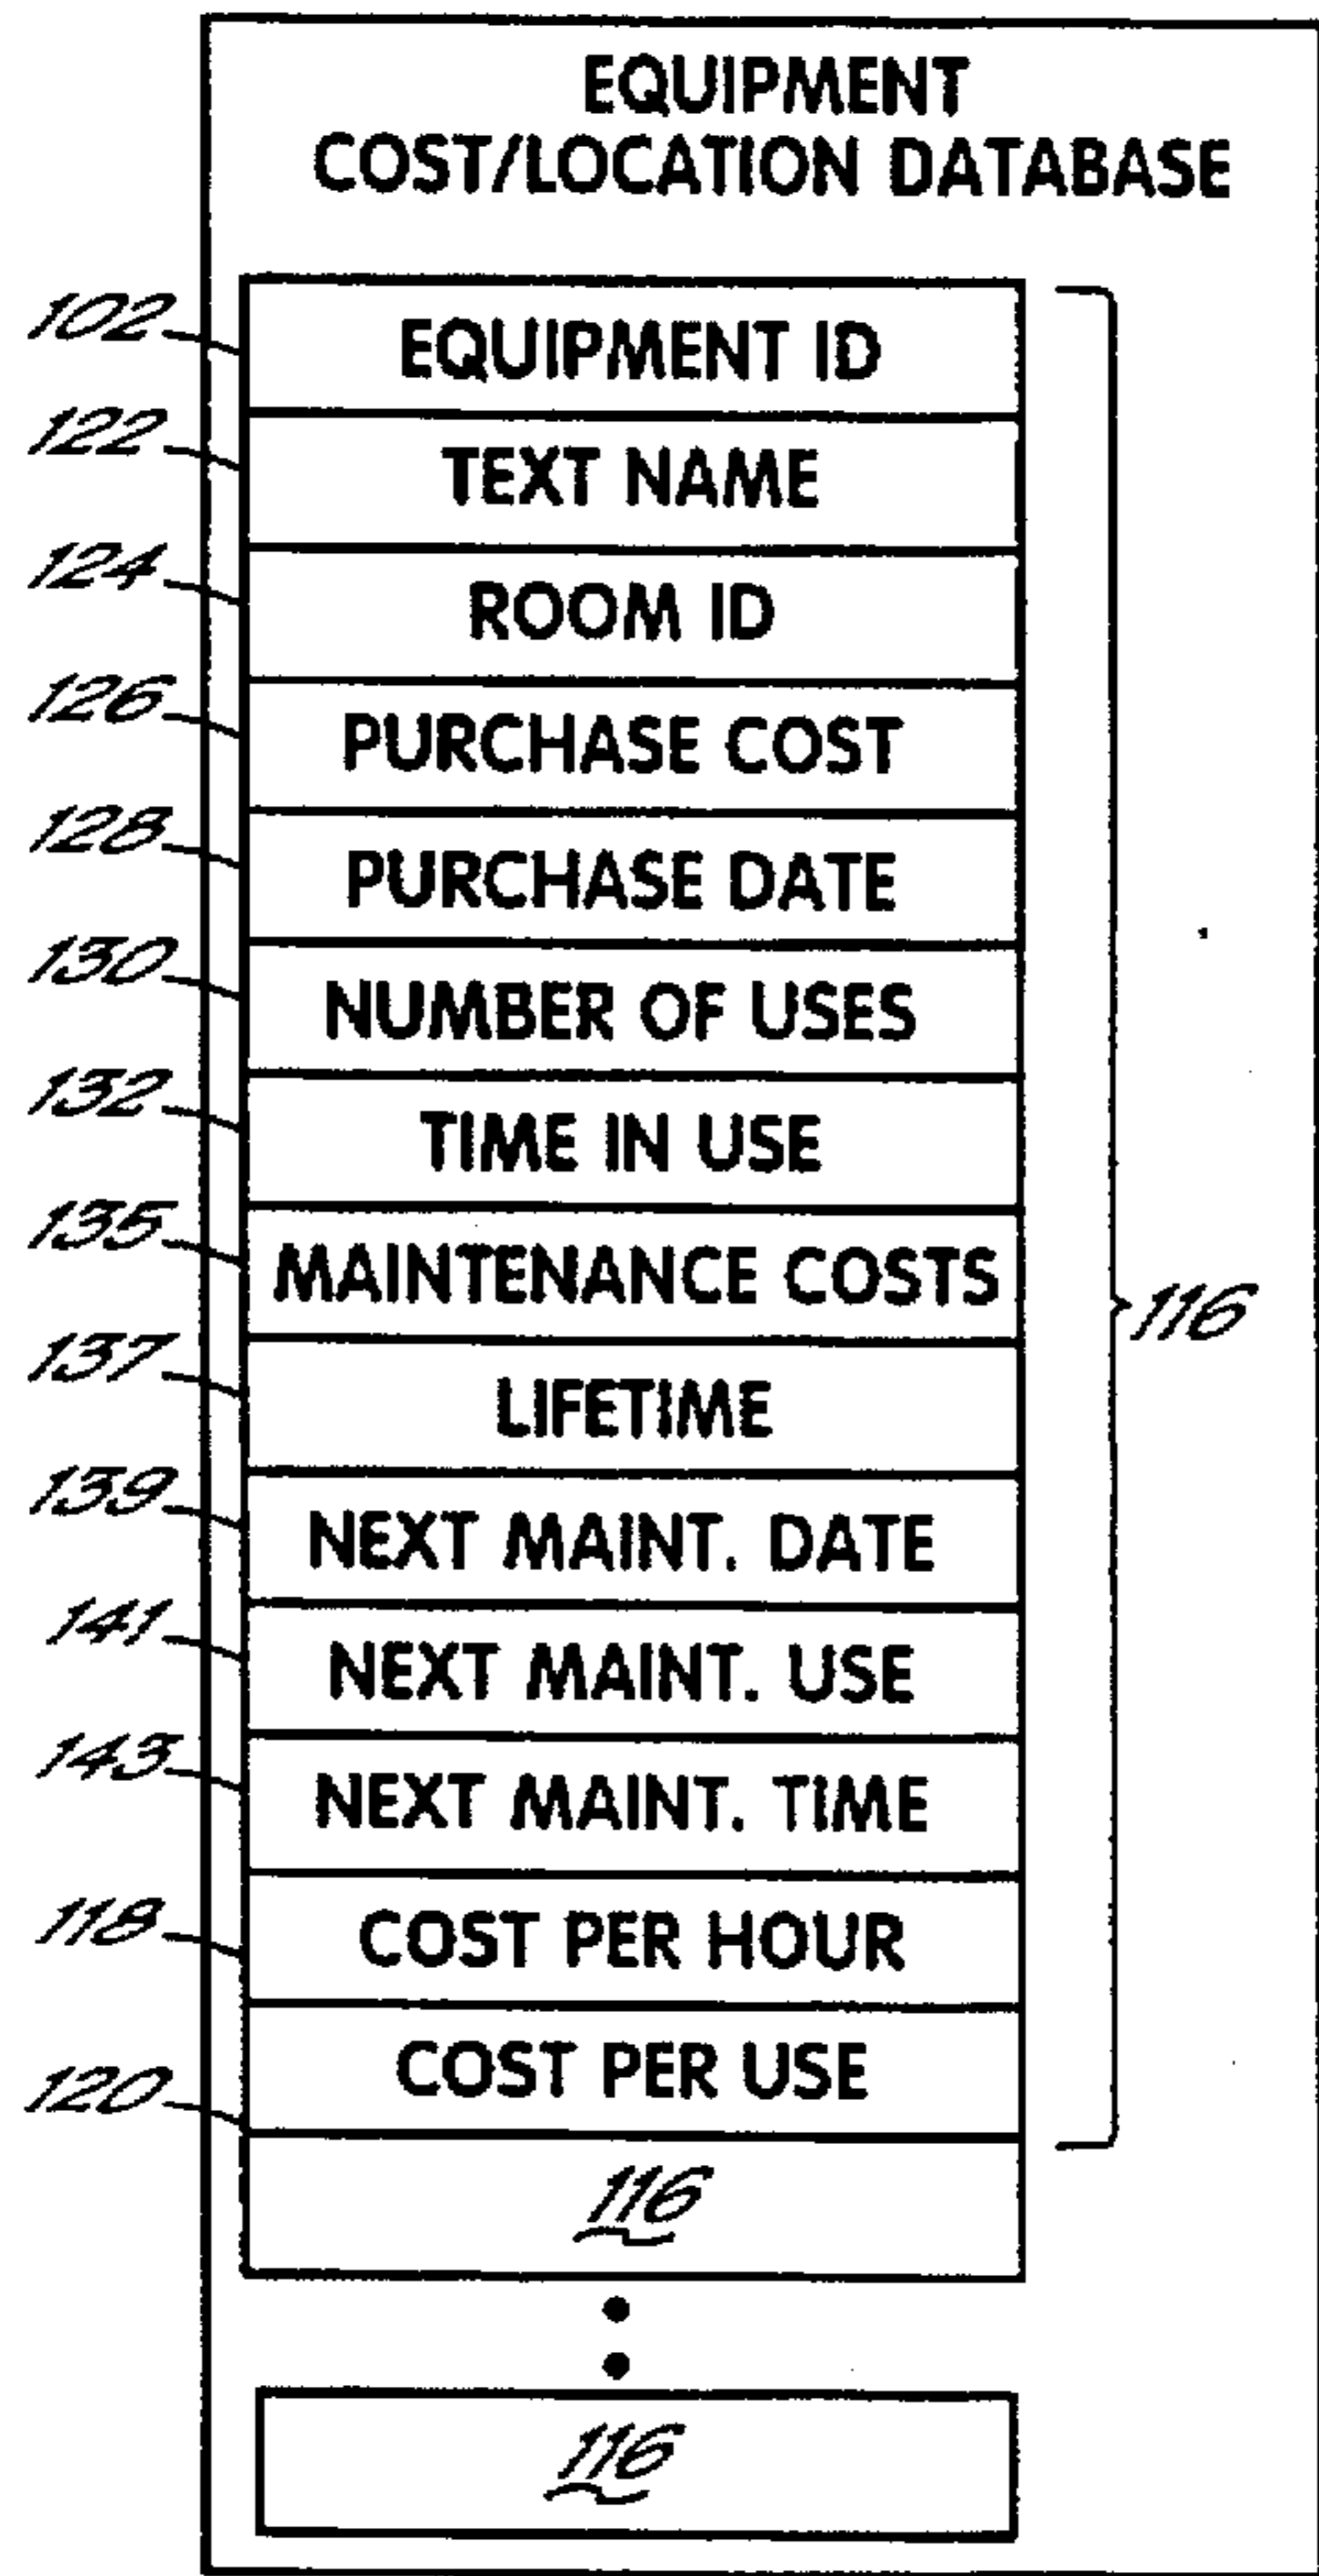 EQUIPMENT
COST/LOCATION DATABASE
102 EQUIPMENT ID
122 TEXT NAME
124 ROOM ID
126 PURCHASE COST
128 PURCHASE DATE
130 NUMBER OF USES
132 TIME IN USE
135 MAINTENANCE COSTS
116
137 LIFETIME
139 NEXT MAINT. DATE
141 NEXT MAINT. USE
143 NEXT MAINT. TIME
118 COST PER HOUR
120 COST PER USE
116
116